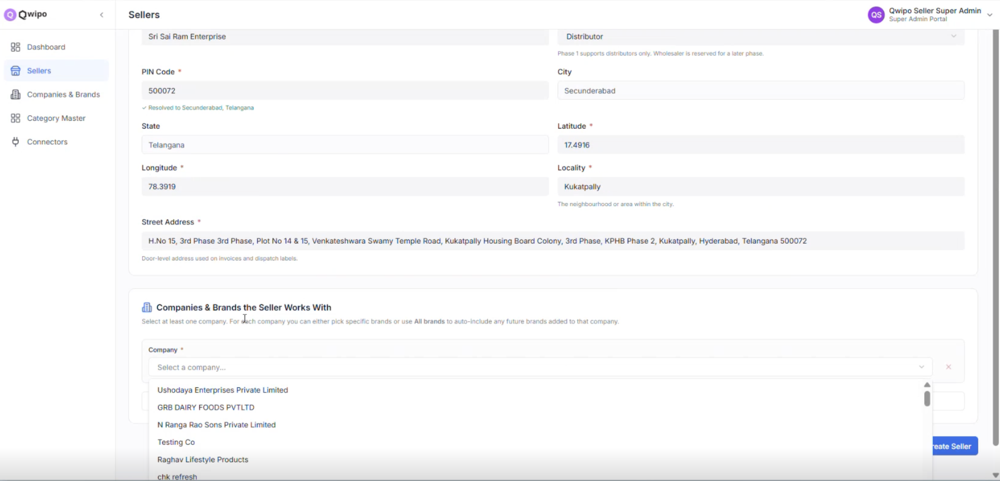 Qwipo
Sellers
QS
Qwipo Seller Super Admin
Super Admin Portal
Dashboard
Sellers
Companies & Brands
Category Master
Connectors
Sri Sai Ram Enterprise
Distributor
Phase 1 supports distributors only. Wholesaler is reserved for a later phase.
PIN Code *
City
500072
Secunderabad
✓ Resolved to Secunderabad, Telangana
State
Latitude *
Telangana
17.4916
Longitude *
Locality *
78.3919
Kukatpally
The neighbourhood or area within the city.
Street Address *
H.No 15, 3rd Phase 3rd Phase, Plot No 14 & 15, Venkateshwara Swamy Temple Road, Kukatpally Housing Board Colony, 3rd Phase, KPHB Phase 2, Kukatpally, Hyderabad, Telangana 500072
Door-level address used on invoices and dispatch labels.
Companies & Brands the Seller Works With
Select at least one company. For each company you can either pick specific brands or use All brands to auto-include any future brands added to that company.
Company *
Select a company...
Ushodaya Enterprises Private Limited
GRB DAIRY FOODS PVTLTD
N Ranga Rao Sons Private Limited
Testing Co
reate Seller
Raghav Lifestyle Products
chk refresh